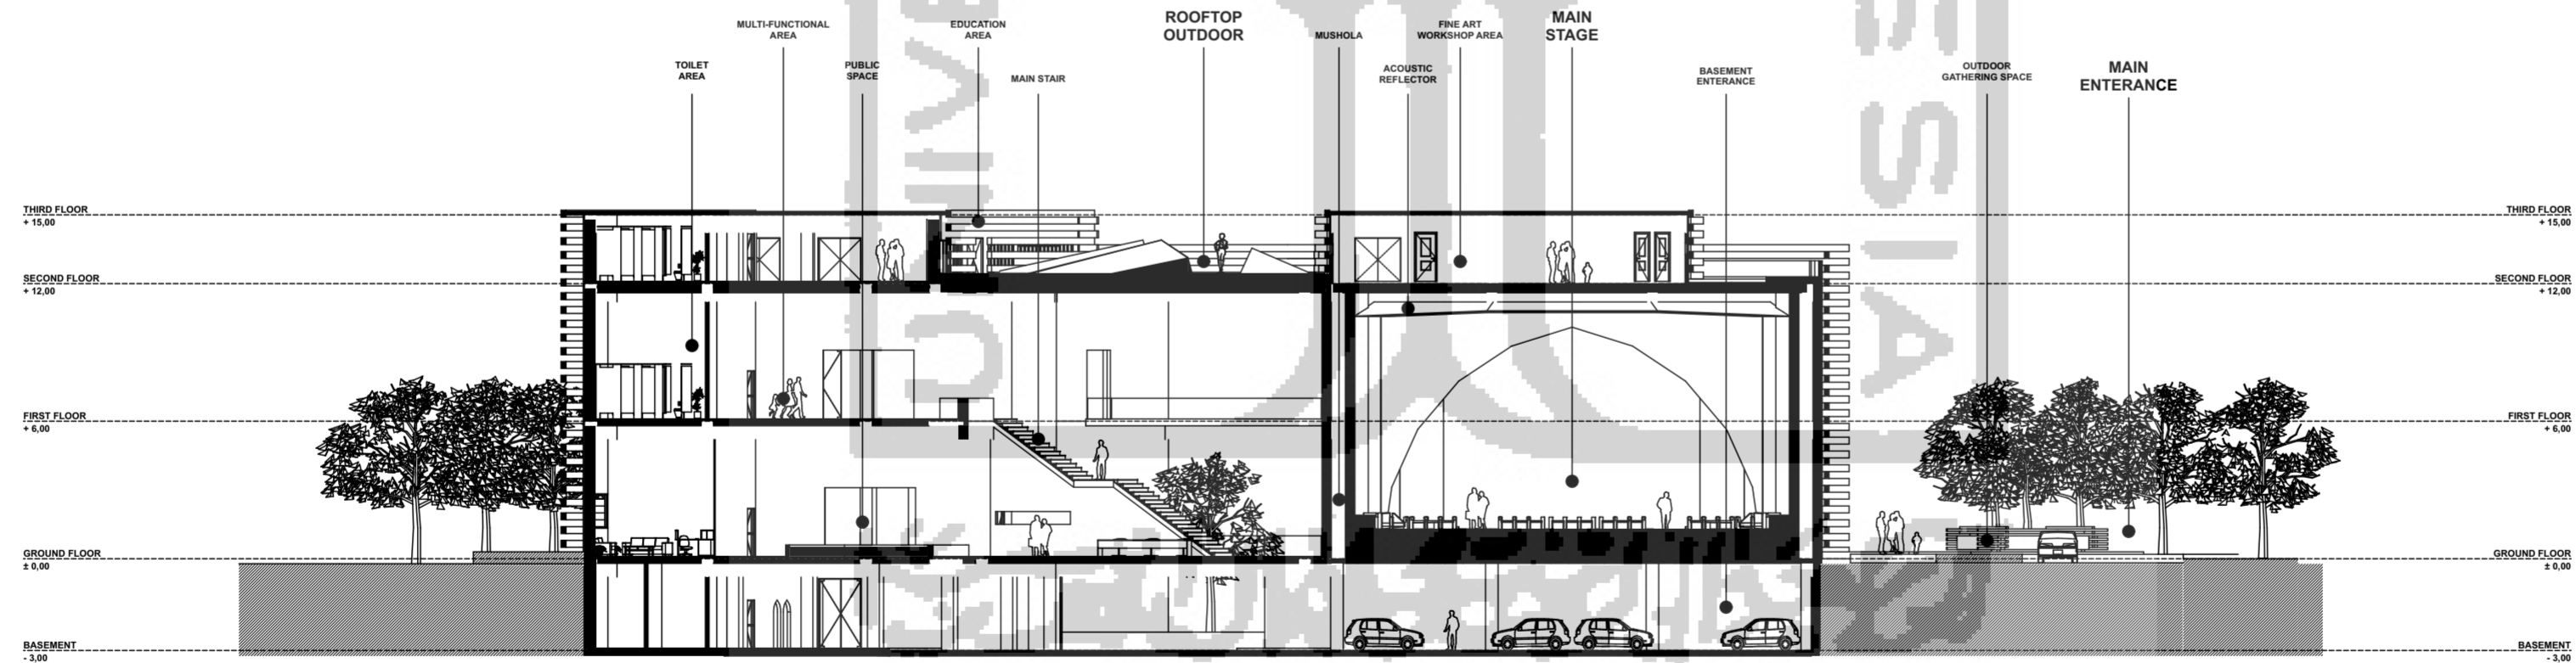 ROOFTOP
OUTDOOR
MAIN
STAGE
MULTI-FUNCTIONAL
AREA
EDUCATION
AREA
MUSHOLA
FINE ART
WORKSHOP AREA
TOILET
AREA
PUBLIC
SPACE
MAIN STAIR
ACOUSTIC
REFLECTOR
BASEMENT
ENTERANCE
OUTDOOR
GATHERING SPACE
MAIN
ENTERANCE
THIRD FLOOR
+ 15,00
THIRD FLOOR
+ 15,00
SECOND FLOOR
+ 12,00
SECOND FLOOR
+ 12,00
FIRST FLOOR
+ 6,00
FIRST FLOOR
+ 6,00
GROUND FLOOR
± 0,00
GROUND FLOOR
± 0,00
BASEMENT
- 3,00
BASEMENT
- 3,00